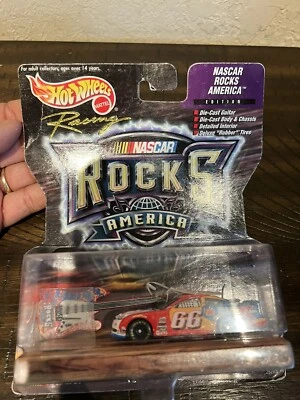 For adult collectors, ages over 14 years.
Hot Wheels
MATTEL
Racing
NASCAR
ROCKS
AMERICA™
EDITION
Die-Cast Guitar
Die-Cast Body & Chassis
Detailed Interior
Deluxe "Rubber" Tires
NASCAR
ROCKS
AMERICA
66